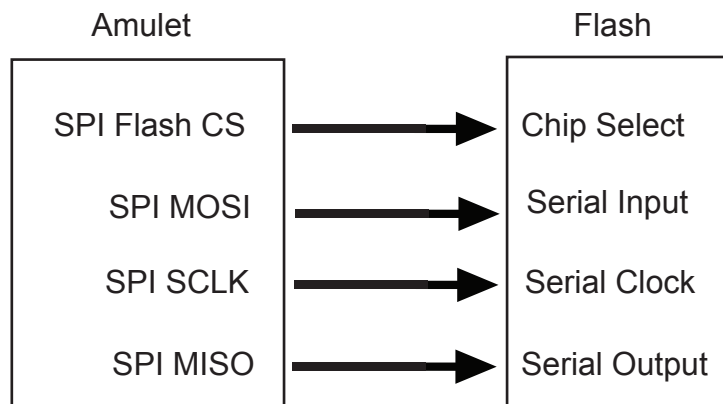 Amulet
Flash
SPI Flash CS
Chip Select
SPI MOSI
Serial Input
SPI SCLK
Serial Clock
SPI MISO
Serial Output